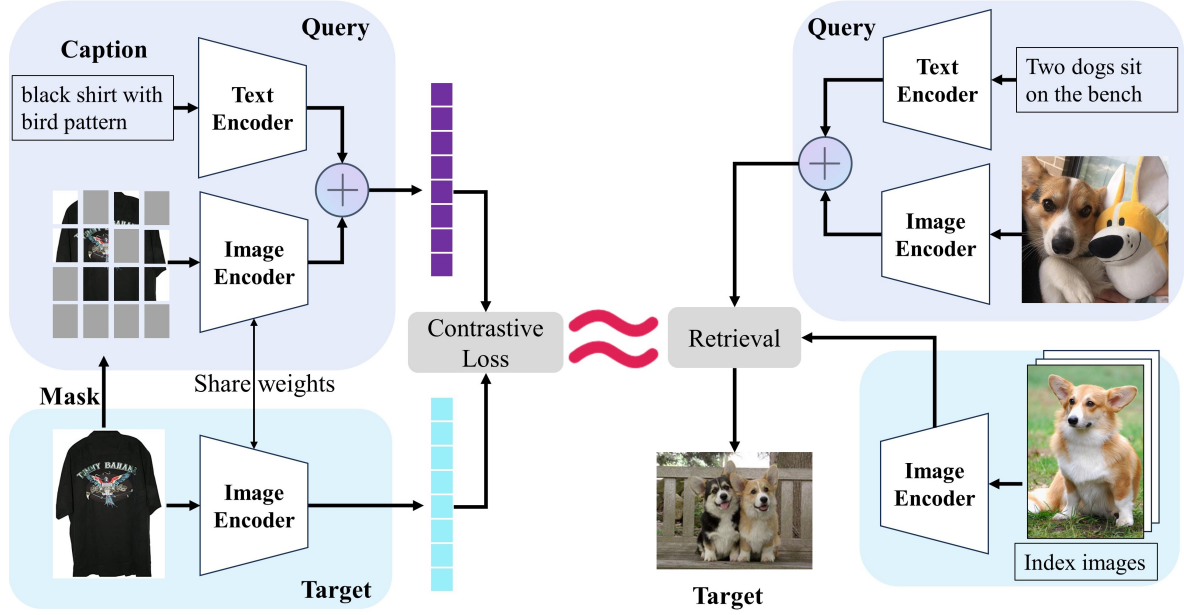 Query
Caption
black shirt with
bird pattern
Text
Encoder
Image
Encoder
Mask
Share weights
Image
Encoder
Target
Contrastive
Loss
Query
Text
Encoder
Two dogs sit
on the bench
Image
Encoder
Retrieval
Target
Image
Encoder
Index images